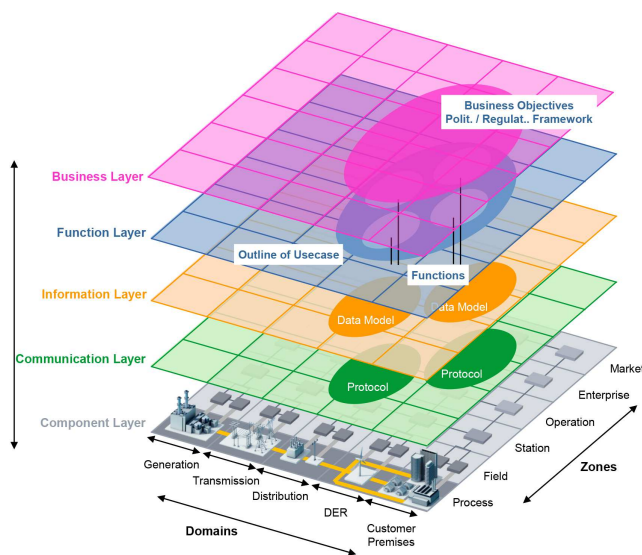 Business Objectives
Polit. / Regulat.. Framework
Business Layer
Function Layer
Outline of Usecase
Functions
Information Layer
Data Model
Data Model
Communication Layer
Protocol
Protocol
Component Layer
Market
Enterprise
Operation
Station
Field
Process
Zones
Generation
Transmission
Distribution
DER
Customer
Premises
Domains